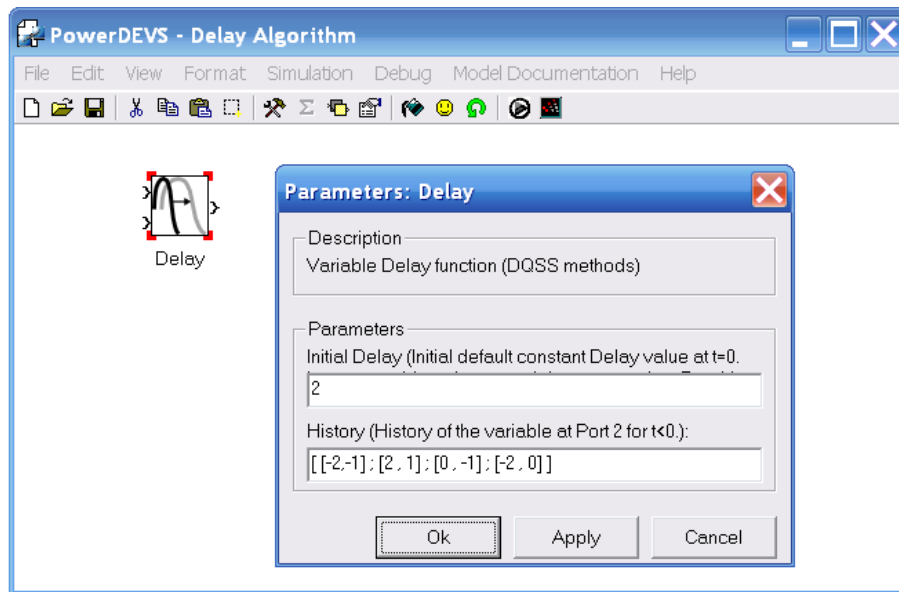 PowerDEVS - Delay Algorithm
File Edit View Format Simulation Debug Model Documentation Help
Delay
Parameters: Delay
Description
Variable Delay function (DQSS methods)
Parameters
Initial Delay (Initial default constant Delay value at t=0.
2
History (History of the variable at Port 2 for t<0.):
[ [-2,-1] ; [2 , 1] ; [0 , -1] ; [-2 , 0] ]
Ok Apply Cancel